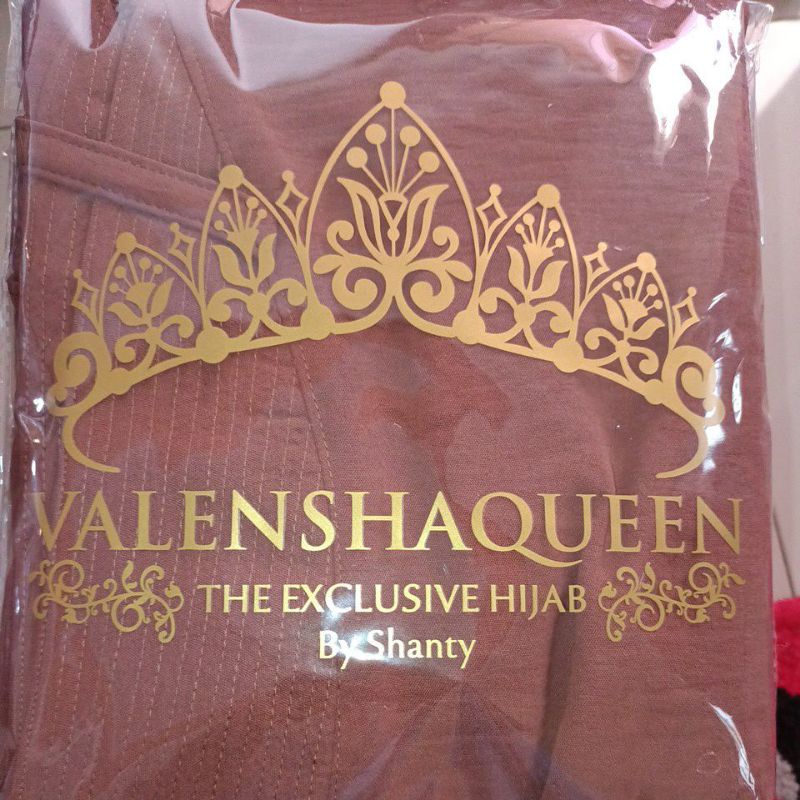 VALENSHAQUEEN
THE EXCLUSIVE HIJAB
By Shanty